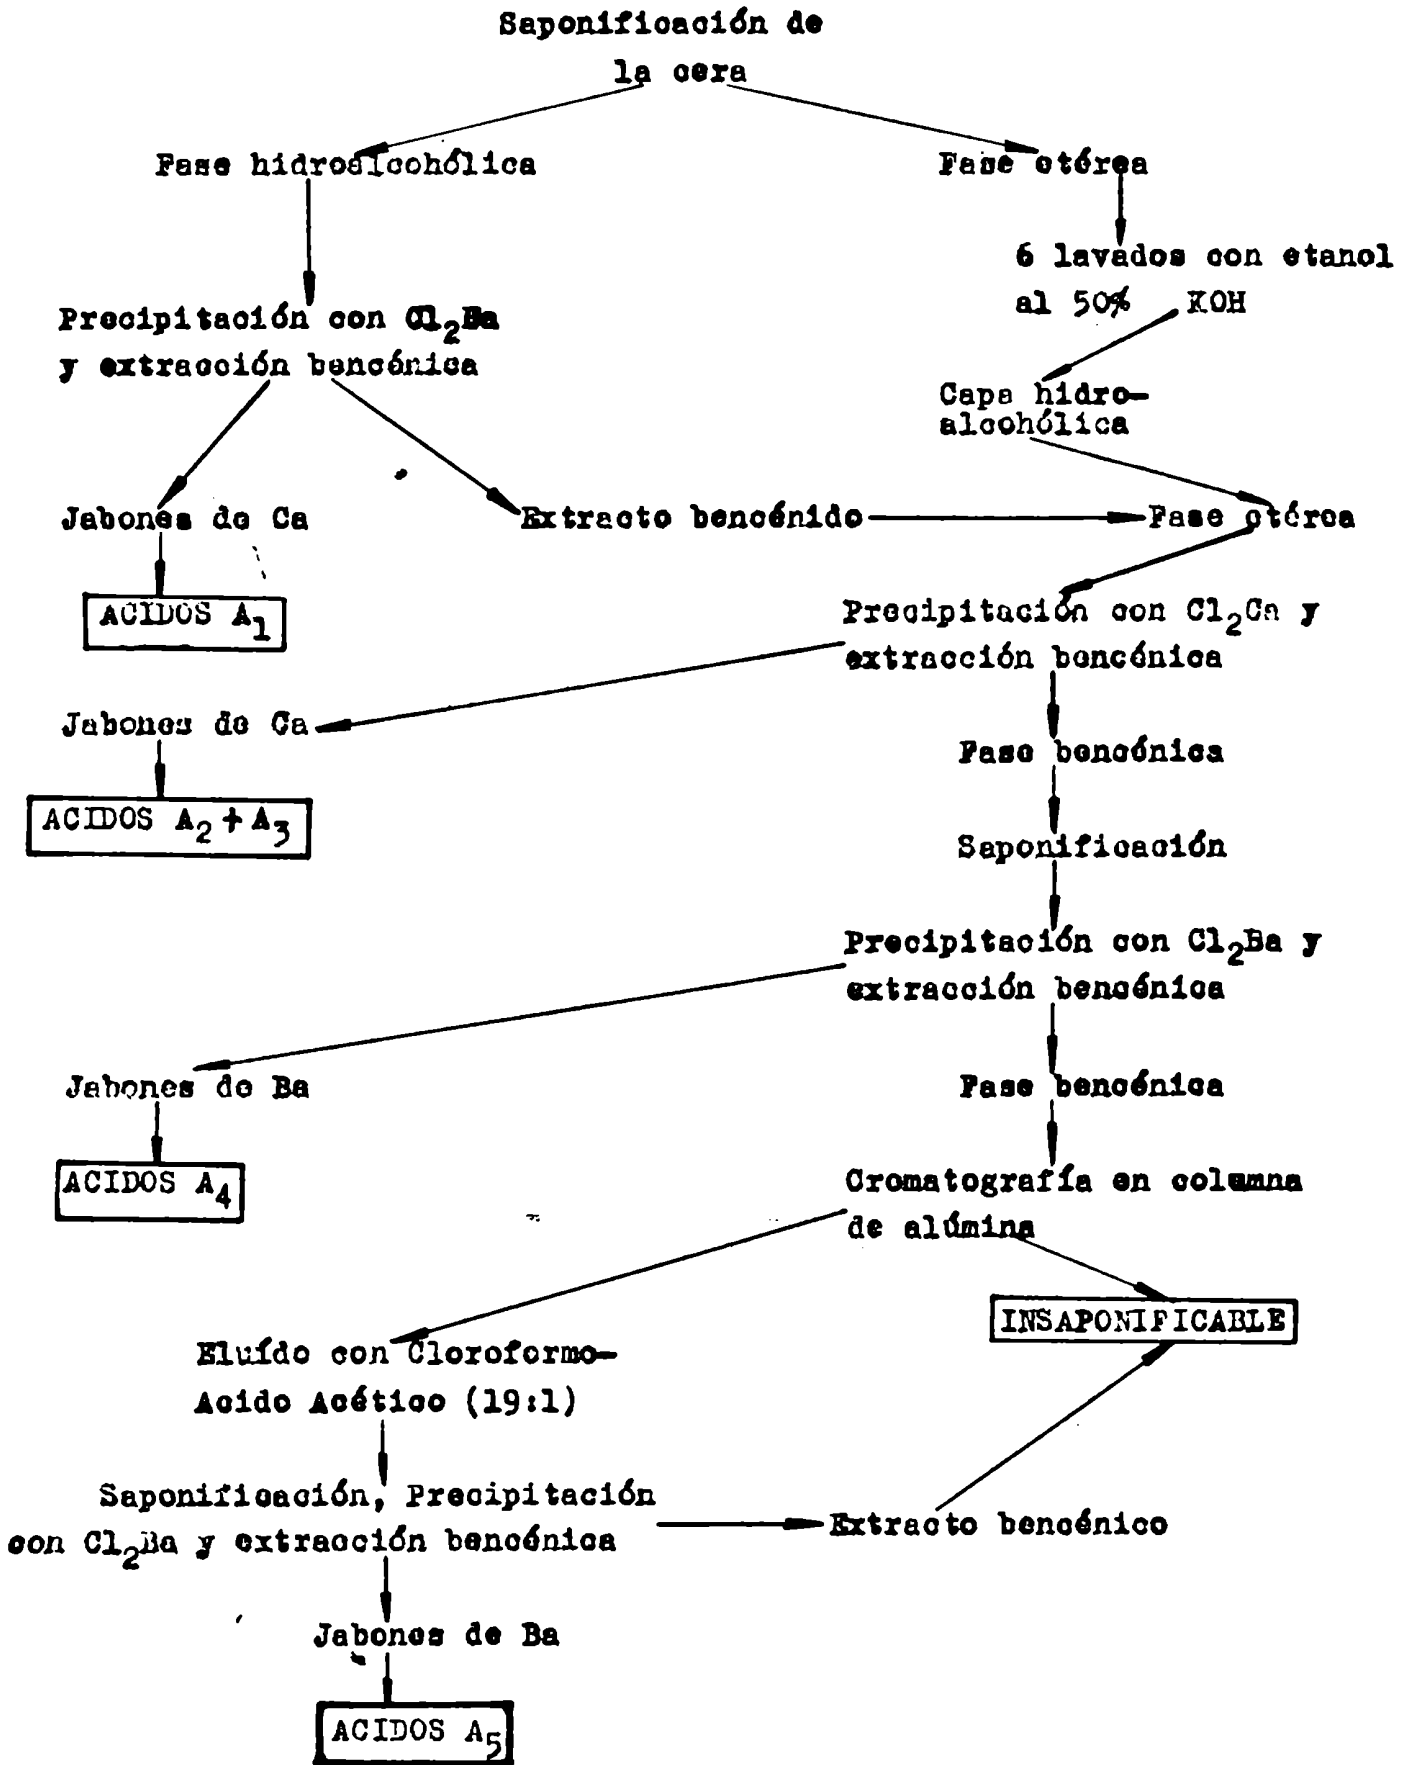 Saponificación de
la cera
Fase hidroalcohólica
Fase etérea
6 lavados con etanol
al 50% KOH
Precipitación con Cl2Ba
y extracción bencénica
Capa hidro-
alcohólica
Jabones de Ca
Extracto bencénido
Fase etérea
ACIDOS A1
Precipitación con Cl2Ca y
extracción bencénica
Jabones de Ca
Fase bencénica
ACIDOS A2 + A3
Saponificación
Precipitación con Cl2Ba y
extracción bencénica
Jabones de Ba
Fase bencénica
ACIDOS A4
Cromatografía en columna
de alúmina
INSAPONIFICABLE
Eluído con Cloroformo-
Acido Acético (19:1)
Saponificación, Precipitación
con Cl2Ba y extracción bencénica
Extracto bencénico
Jabones de Ba
ACIDOS A5